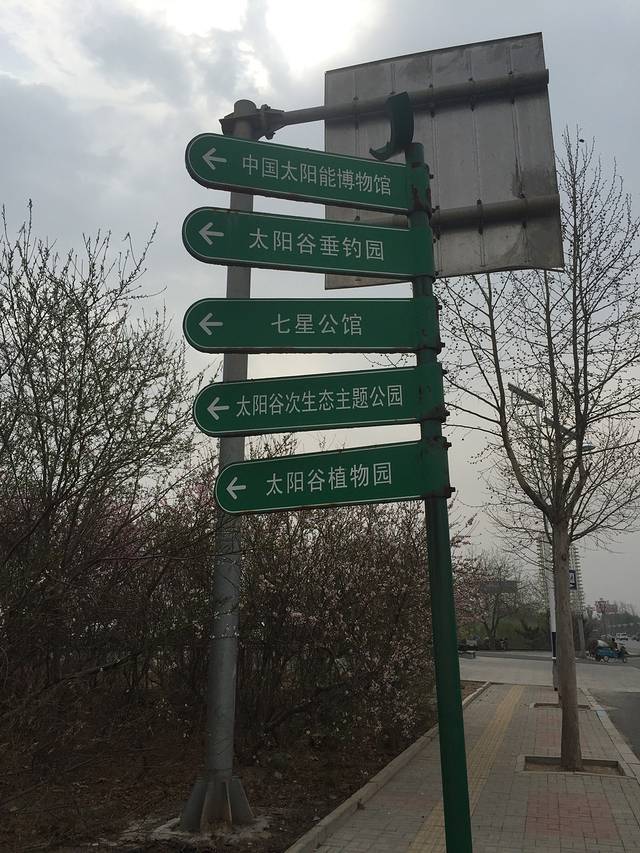 ← 中国太阳能博物馆
← 太阳谷垂钓园
← 七星公馆
← 太阳谷次生态主题公园
← 太阳谷植物园